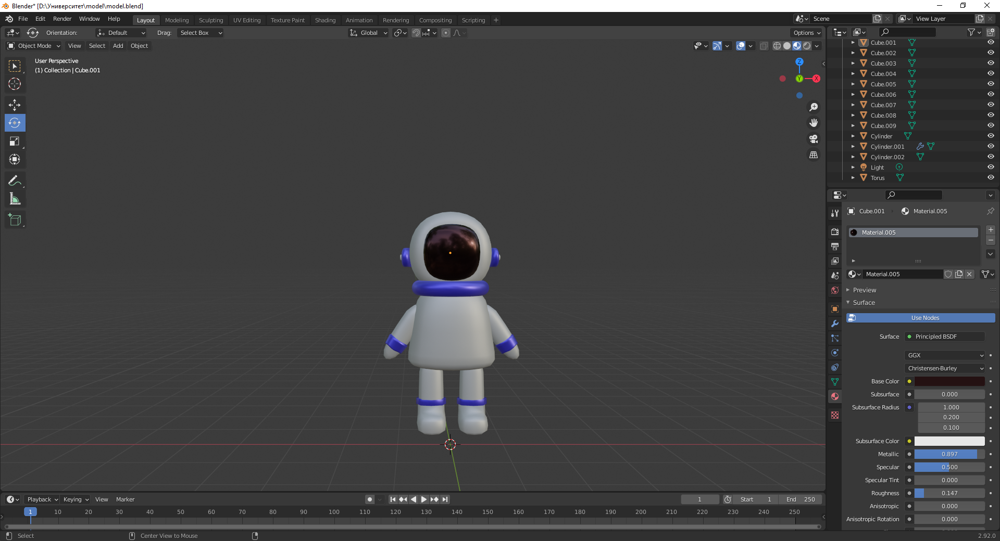 Blender* [D:\Университет\model\model.blend]
File Edit Render Window Help Layout Modeling Sculpting UV Editing Texture Paint Shading Animation Rendering Compositing Scripting + Scene View Layer
Orientation: Default Drag: Select Box Global Options
Object Mode View Select Add Object
User Perspective
(1) Collection | Cube.001
Z
Y
X
Cube.001
Cube.002
Cube.003
Cube.004
Cube.005
Cube.006
Cube.007
Cube.008
Cube.009
Cylinder
Cylinder.001
Cylinder.002
Light
Torus
Cube.001 Material.005
Material.005
Material.005
Preview
Surface
Use Nodes
Surface Principled BSDF
GGX
Christensen-Burley
Base Color
Subsurface 0.000
Subsurface Radius 1.000
0.200
0.100
Subsurface Color
Metallic 0.897
Specular 0.500
Specular Tint 0.000
Roughness 0.147
Anisotropic 0.000
Anisotropic Rotation 0.000
Playback Keying View Marker 1 Start 1 End 250
1 10 20 30 40 50 60 70 80 90 100 110 120 130 140 150 160 170 180 190 200 210 220 230 240 250
Select Center View to Mouse 2.92.0